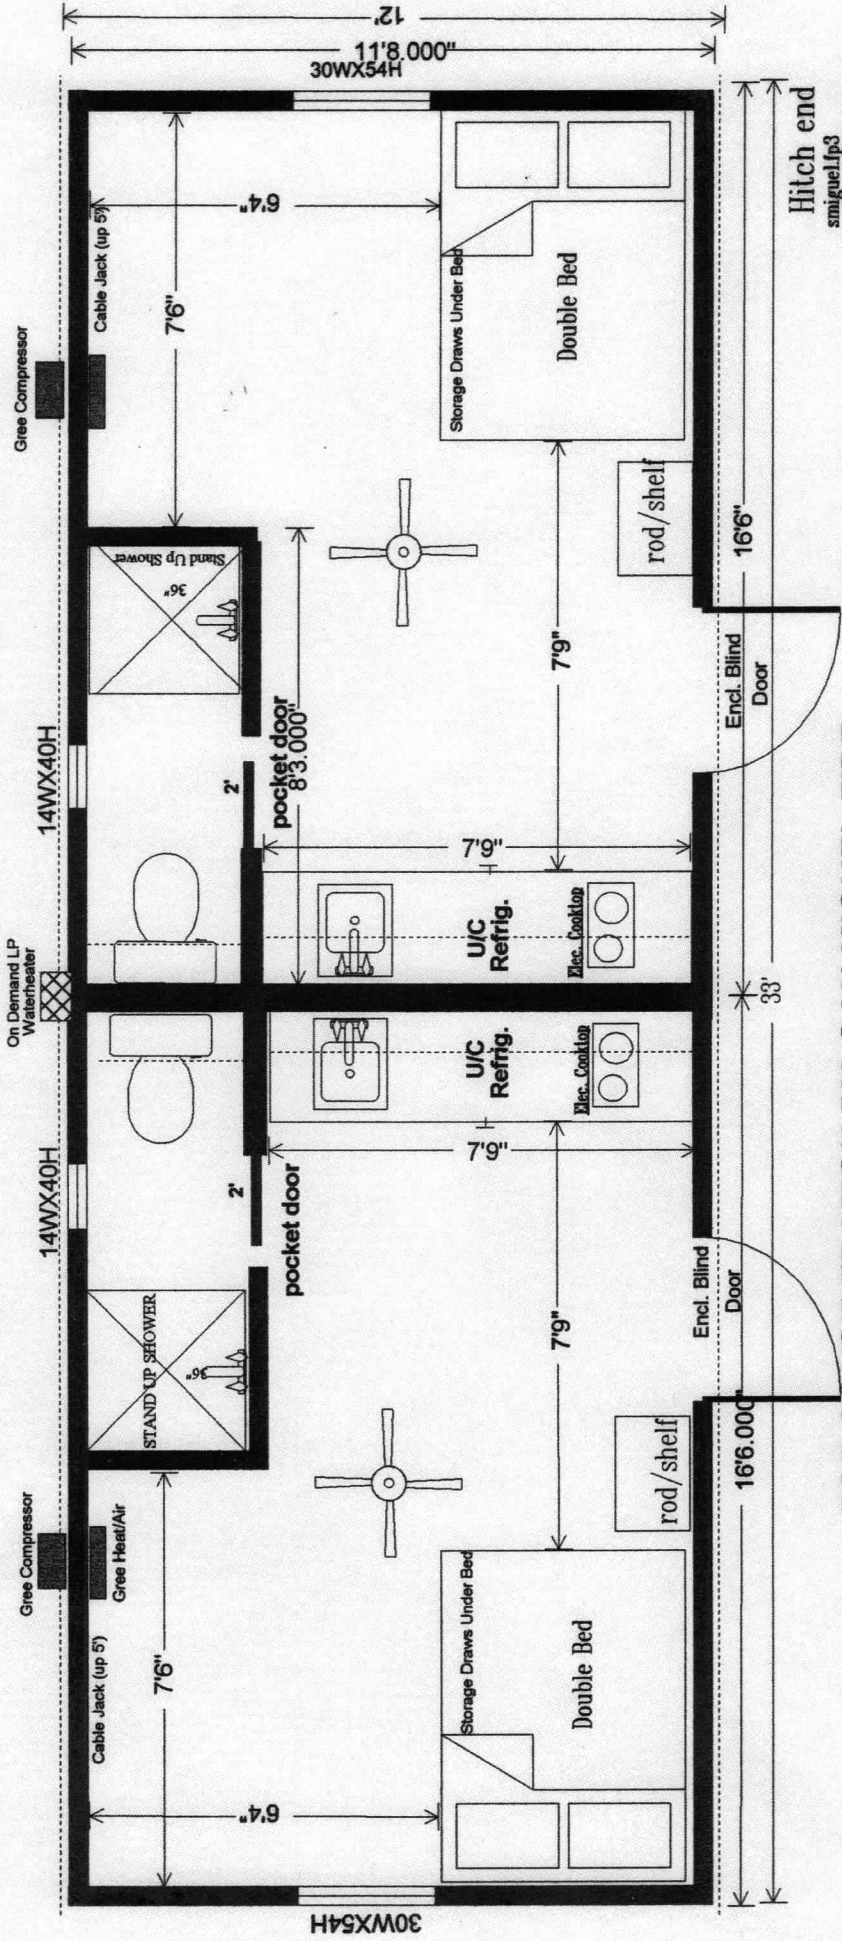 12'
11'8.000"
30WX54H
Hitch end
smiguel.fp3
Gree Compressor
Cable Jack (up 5')
7'6"
6'4"
Storage Draws Under Bed
Double Bed
Stand Up Shower
36"
rod/shelf
16'6"
14WX40H
pocket door
8'3.000"
2'
7'9"
Encl. Blind
Door
7'6"
U/C
Refrig.
Elec. Cooktop
On Demand LP
Waterheater
33'
U/C
Refrig.
Elec. Cooktop
14WX40H
2'
pocket door
7'6"
7'9"
Encl. Blind
Door
STAND UP SHOWER
36"
rod/shelf
16'6.000"
Gree Compressor
Gree Heat/Air
Cable Jack (up 5')
7'6"
6'4"
Storage Draws Under Bed
Double Bed
30WX54H